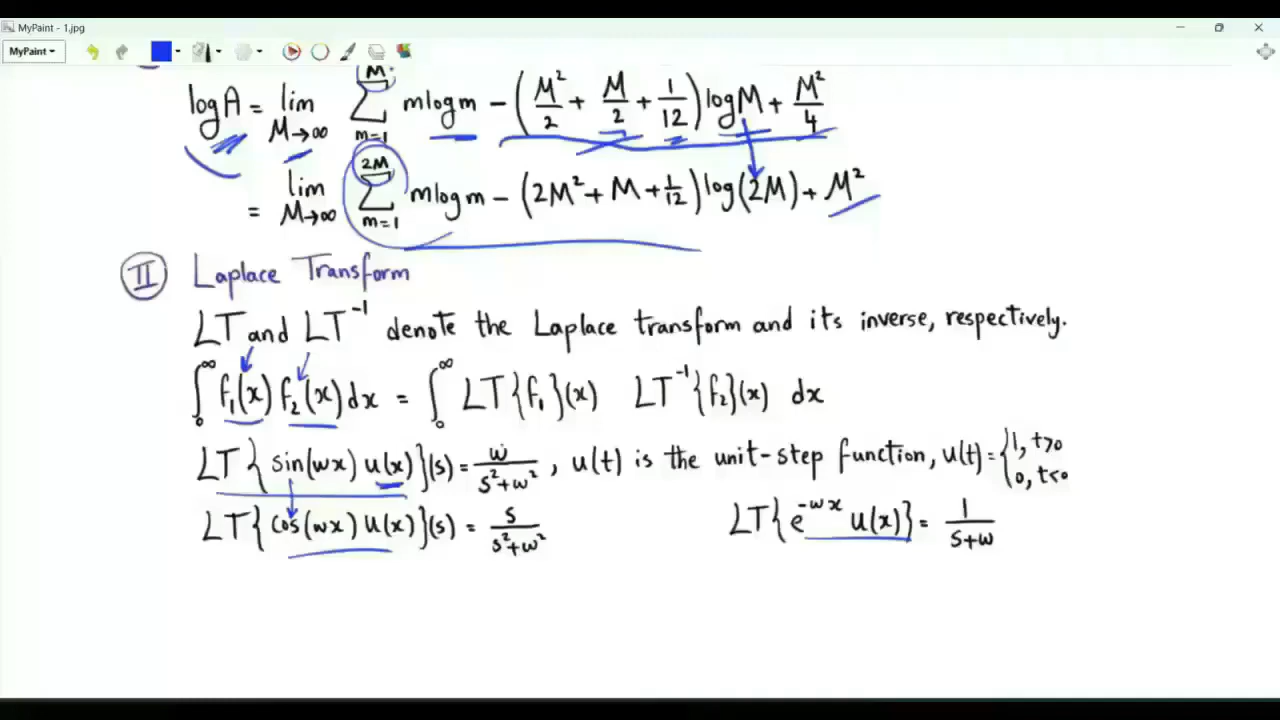 MyPaint - 1.jpg
MyPaint
log A = lim M→∞ Σ_{m=1}^{M} m log m − (M²/2 + M/2 + 1/12) log M + M²/4
= lim M→∞ Σ_{m=1}^{2M} m log m − (2M² + M + 1/12) log(2M) + M²
II Laplace Transform
LT and LT⁻¹ denote the Laplace transform and its inverse, respectively.
∫₀^∞ f₁(x) f₂(x) dx = ∫₀^∞ LT{f₁}(x) LT⁻¹{f₂}(x) dx
LT{sin(wx) u(x)}(s) = w/(s²+w²), u(t) is the unit-step function, u(t) = {1, t>0
0, t<0
LT{cos(wx) u(x)}(s) = s/(s²+w²) LT{e^{-wx} u(x)} = 1/(s+w)